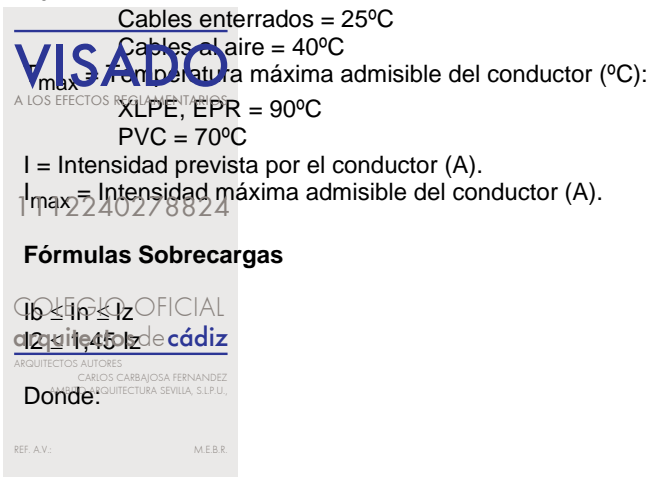 Cables enterrados = 25ºC
Cables al aire = 40ºC
VISADO
Tmax = Temperatura máxima admisible del conductor (ºC):
A LOS EFECTOS REGLAMENTARIOS
XLPE, EPR = 90ºC
PVC = 70ºC
I = Intensidad prevista por el conductor (A).
Imax = Intensidad máxima admisible del conductor (A).
1112240278824
Fórmulas Sobrecargas
COLEGIO OFICIAL
Ib ≤ In ≤ Iz
arquitectos de cádiz
I2 ≤ 1,45 Iz
ARQUITECTOS AUTORES
CARLOS CARBAJOSA FERNANDEZ
AMBITO ARQUITECTURA SEVILLA, S.L.P.U.,
Donde:
REF. A.V.: M.E.B.R.